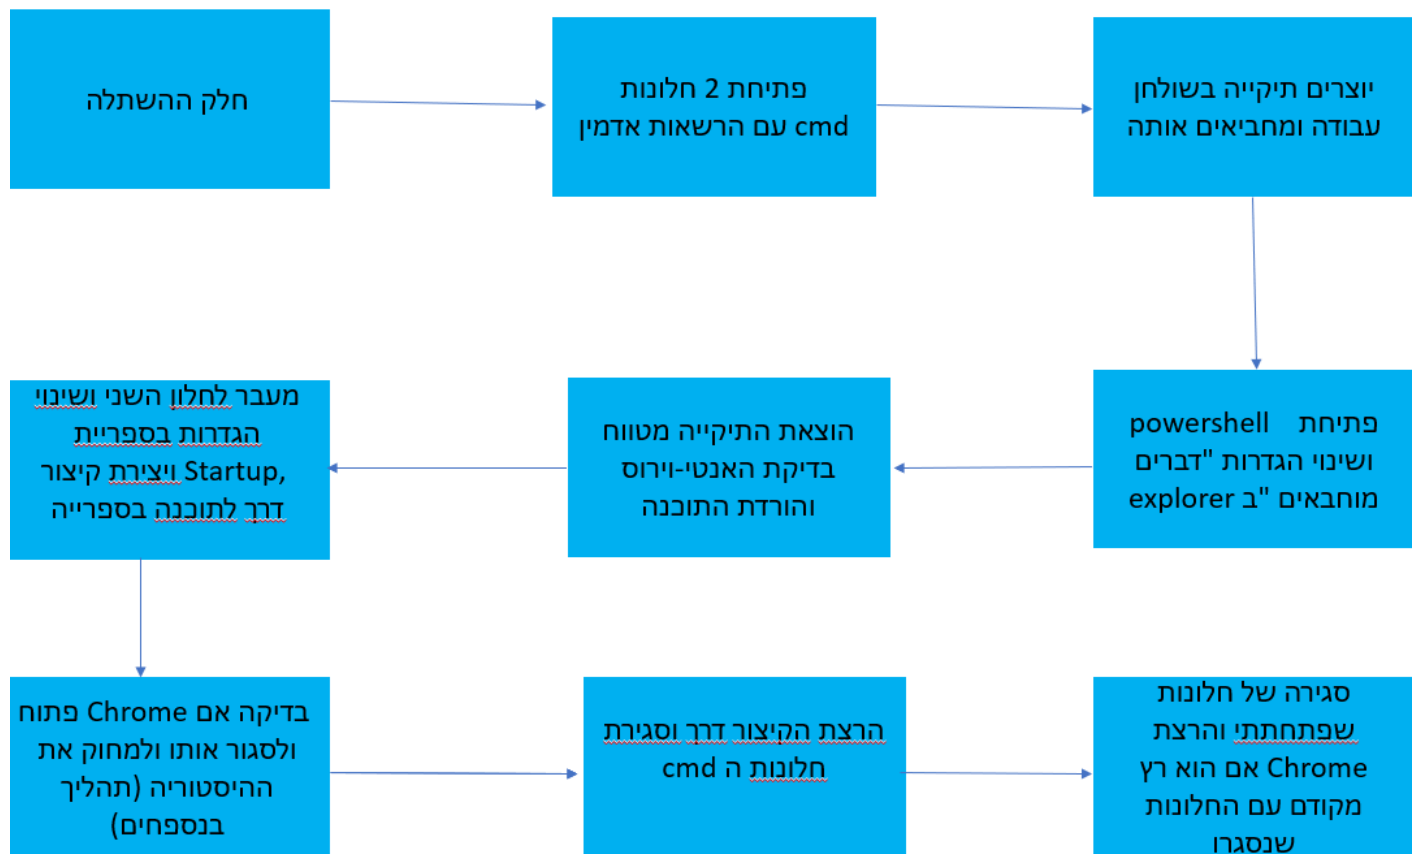 חלק ההשתלה
פתיחת 2 חלונות
cmd עם הרשאות אדמין
יוצרים תיקייה בשולחן
עבודה ומחביאים אותה
פתיחת powershell
ושינוי הגדרות "דברים
מוחבאים "ב explorer
הוצאת התיקייה מטווח
בדיקת האנטי-וירוס
והורדת התוכנה
מעבר לחלון השני ושינוי
הגדרות בספריית
Startup, ויצירת קיצור
דרך לתוכנה בספרייה
בדיקה אם Chrome פתוח
ולסגור אותו ולמחוק את
ההיסטוריה (תהליך
בנספחים)
הרצת הקיצור דרך וסגירת
חלונות ה cmd
סגירה של חלונות
שפתחתתי והרצת
Chrome אם הוא רץ
מקודם עם החלונות
שנסגרו